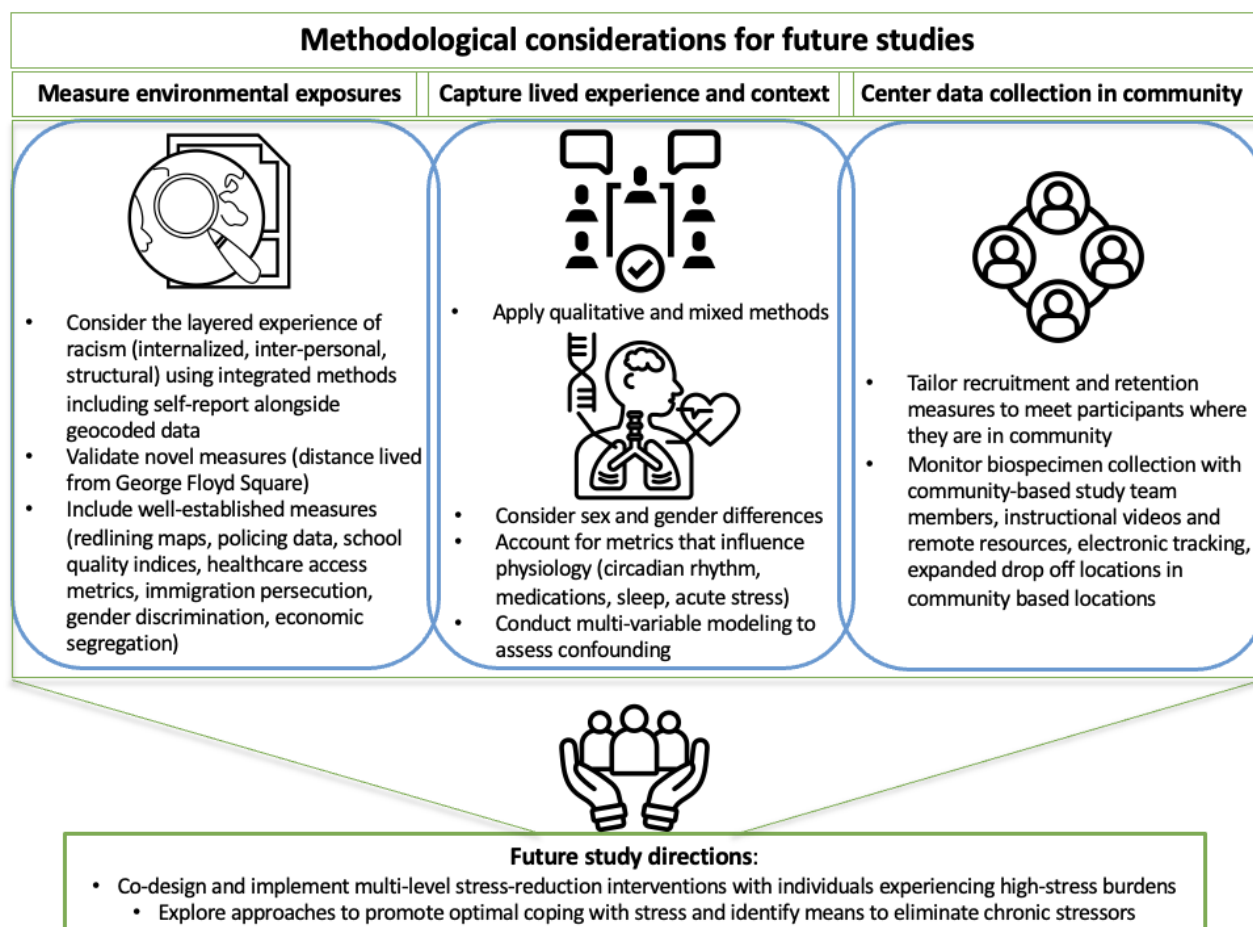 Methodological considerations for future studies
Measure environmental exposures
Capture lived experience and context
Center data collection in community
• Consider the layered experience of
racism (internalized, inter-personal,
structural) using integrated methods
including self-report alongside
geocoded data
• Validate novel measures (distance lived
from George Floyd Square)
• Include well-established measures
(redlining maps, policing data, school
quality indices, healthcare access
metrics, immigration persecution,
gender discrimination, economic
segregation)
• Apply qualitative and mixed methods
• Consider sex and gender differences
• Account for metrics that influence
physiology (circadian rhythm,
medications, sleep, acute stress)
• Conduct multi-variable modeling to
assess confounding
• Tailor recruitment and retention
measures to meet participants where
they are in community
• Monitor biospecimen collection with
community-based study team
members, instructional videos and
remote resources, electronic tracking,
expanded drop off locations in
community based locations
Future study directions:
• Co-design and implement multi-level stress-reduction interventions with individuals experiencing high-stress burdens
• Explore approaches to promote optimal coping with stress and identify means to eliminate chronic stressors